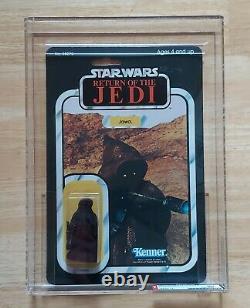 Ages 4 and up
STAR WARS
RETURN OF THE
JEDI
Jawa
Kenner